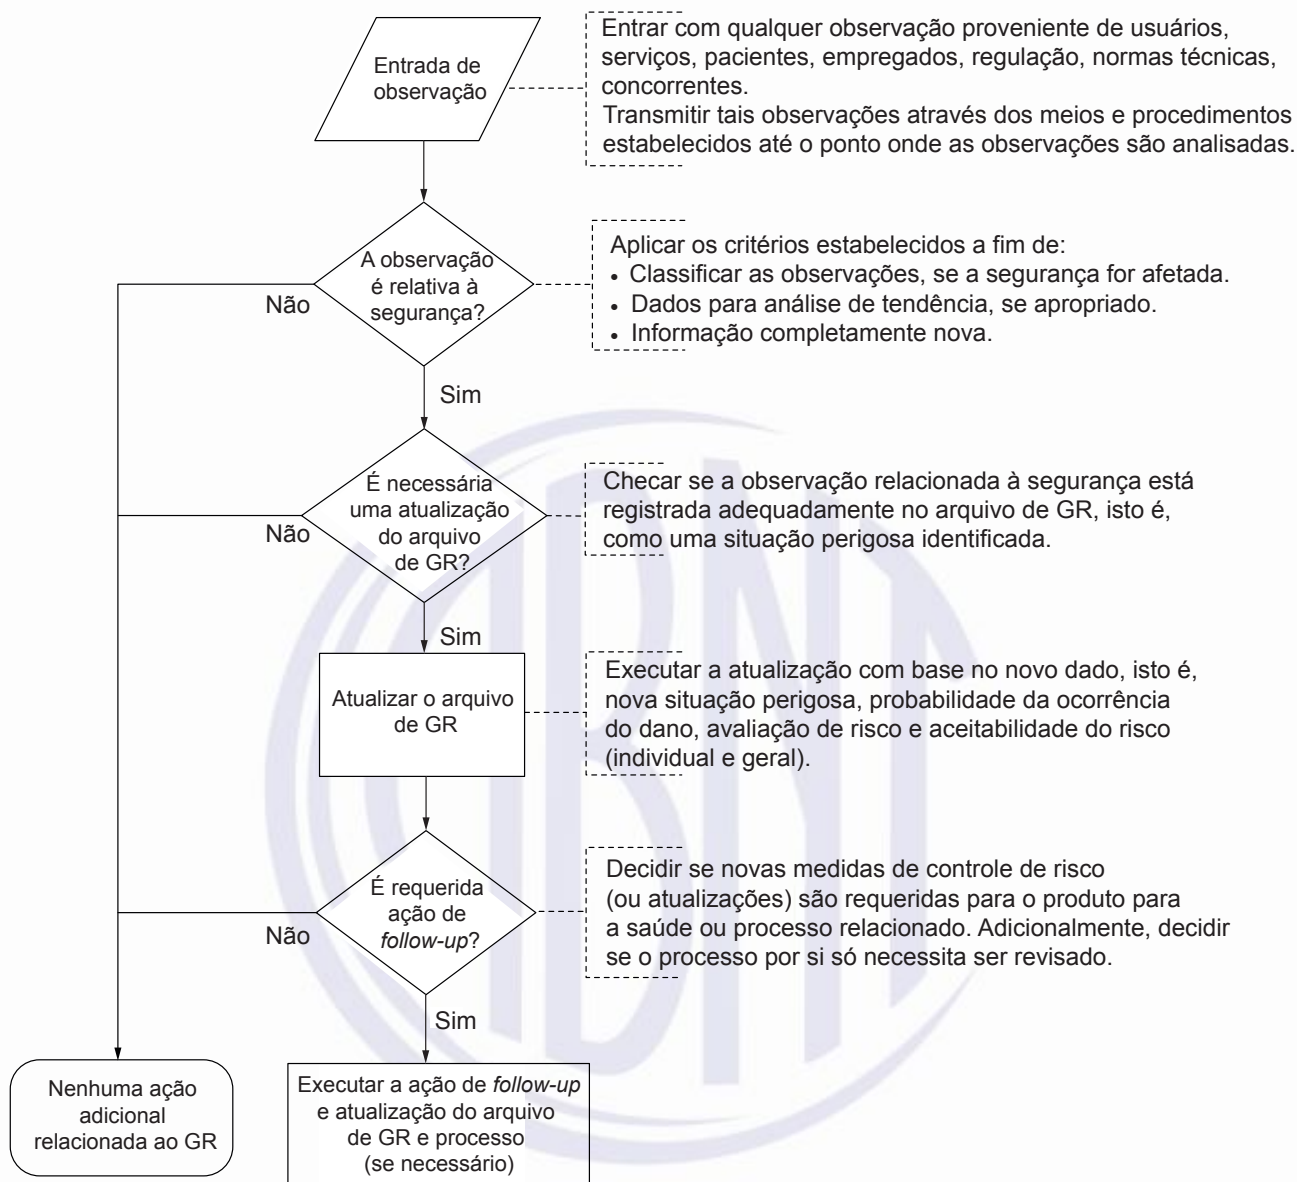 Entrada de
observação
Entrar com qualquer observação proveniente de usuários,
serviços, pacientes, empregados, regulação, normas técnicas,
concorrentes.
Transmitir tais observações através dos meios e procedimentos
estabelecidos até o ponto onde as observações são analisadas.
A observação
é relativa à
segurança?
Não
Sim
Aplicar os critérios estabelecidos a fim de:
• Classificar as observações, se a segurança for afetada.
• Dados para análise de tendência, se apropriado.
• Informação completamente nova.
É necessária
uma atualização
do arquivo
de GR?
Não
Sim
Checar se a observação relacionada à segurança está
registrada adequadamente no arquivo de GR, isto é,
como uma situação perigosa identificada.
Atualizar o arquivo
de GR
Executar a atualização com base no novo dado, isto é,
nova situação perigosa, probabilidade da ocorrência
do dano, avaliação de risco e aceitabilidade do risco
(individual e geral).
É requerida
ação de
follow-up?
Não
Sim
Decidir se novas medidas de controle de risco
(ou atualizações) são requeridas para o produto para
a saúde ou processo relacionado. Adicionalmente, decidir
se o processo por si só necessita ser revisado.
Nenhuma ação
adicional
relacionada ao GR
Executar a ação de follow-up
e atualização do arquivo
de GR e processo
(se necessário)
ABNT